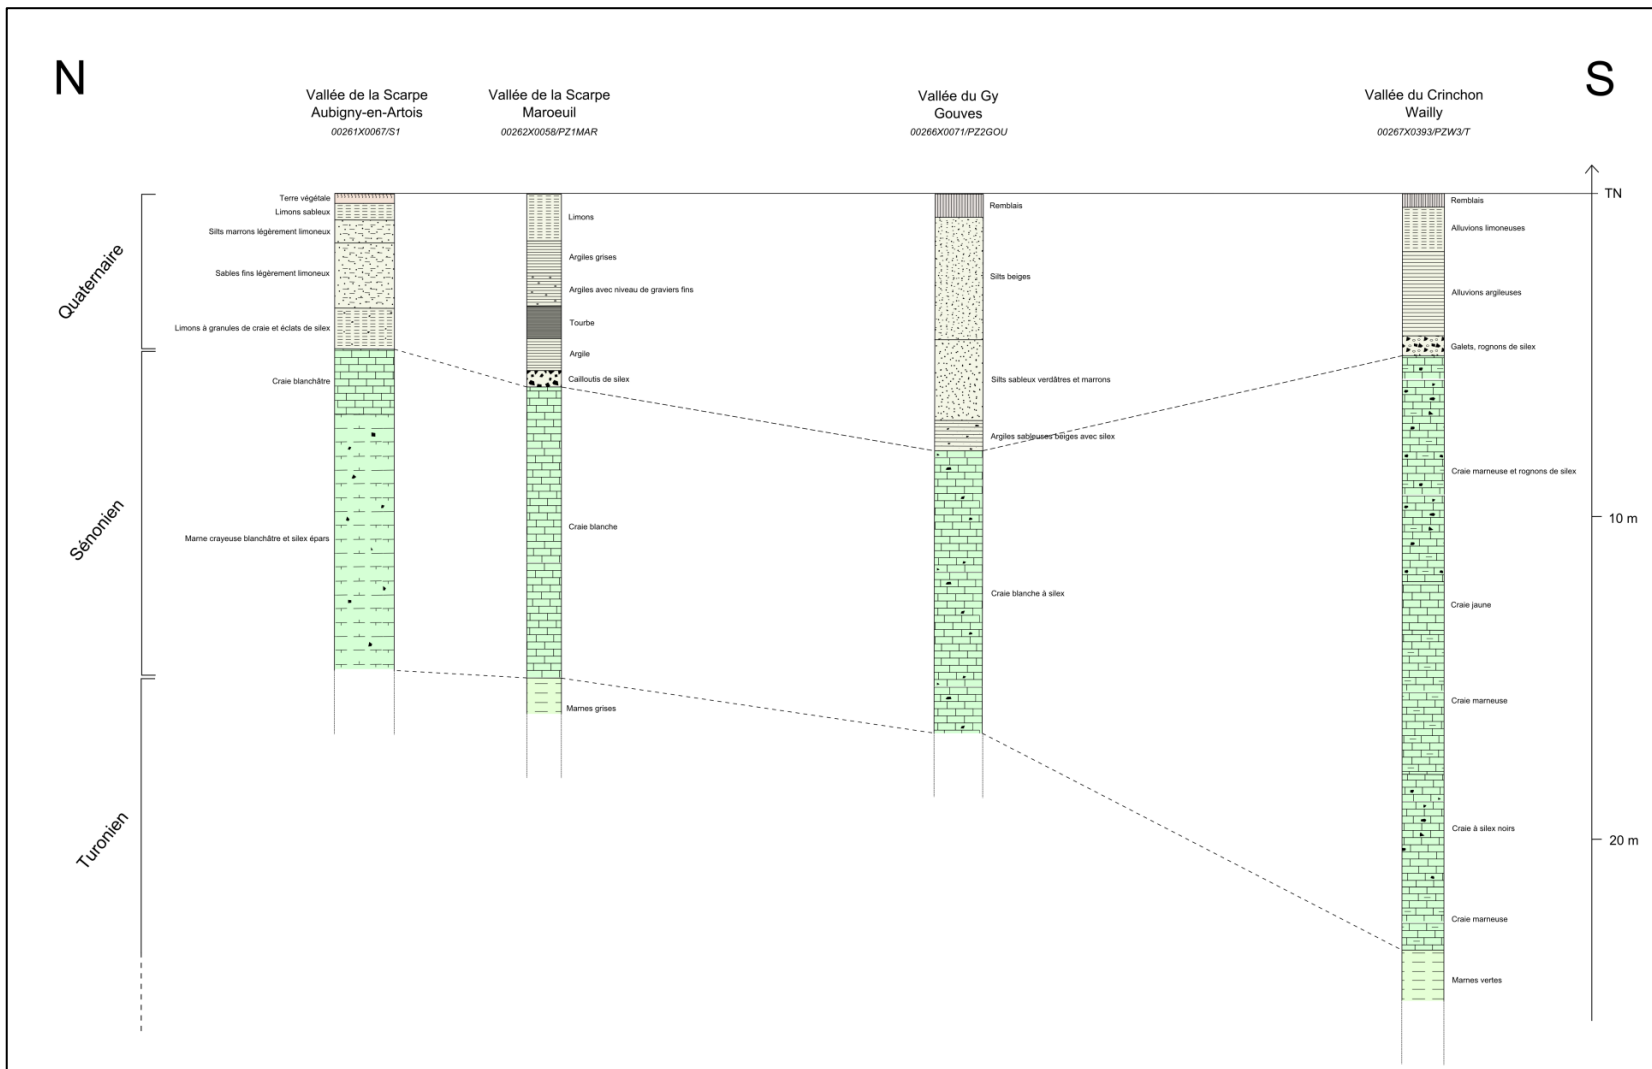 N
S
Vallée de la Scarpe
Aubigny-en-Artois
00261X0067/S1
Vallée de la Scarpe
Maroeuil
00262X0058/PZ1MAR
Vallée du Gy
Gouves
00266X0071/PZ2GOU
Vallée du Crinchon
Wailly
00267X0393/PZW3/T
Quaternaire
Sénonien
Turonien
Terre végétale
Limons sableux
Silts marrons légèrement limoneux
Sables fins légèrement limoneux
Limons à granules de craie et éclats de silex
Craie blanchâtre
Marne crayeuse blanchâtre et silex épars
Limons
Argiles grises
Argiles avec niveau de graviers fins
Tourbe
Argile
Cailloutis de silex
Craie blanche
Marnes grises
Remblais
Silts beiges
Silts sableux verdâtres et marrons
Argiles sableuses beiges avec silex
Craie blanche à silex
Remblais
Alluvions limoneuses
Alluvions argileuses
Galets, rognons de silex
Craie marneuse et rognons de silex
Craie jaune
Craie marneuse
Craie à silex noirs
Craie marneuse
Marnes vertes
TN
10 m
20 m